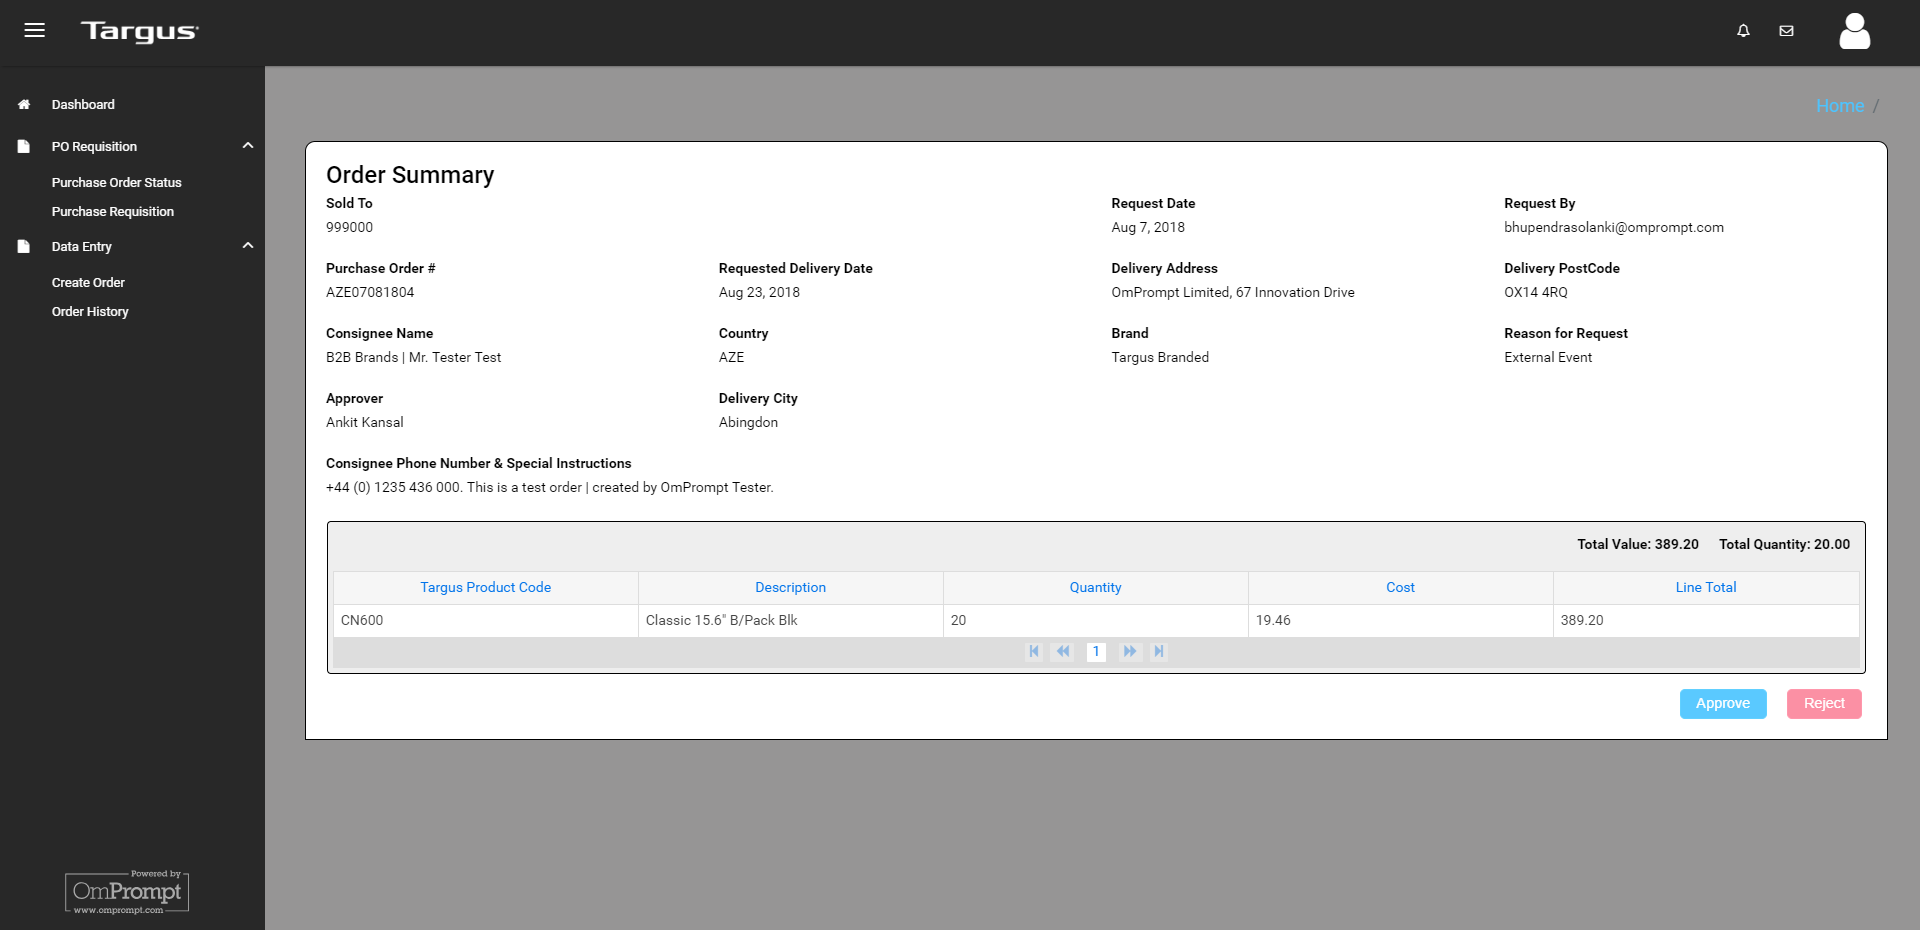 Targus
Dashboard
PO Requisition
Purchase Order Status
Purchase Requisition
Data Entry
Create Order
Order History
Powered by
OmPrompt
www.omprompt.com
Home /
Order Summary
Sold To
999000
Request Date
Aug 7, 2018
Request By
bhupendrasolanki@omprompt.com
Purchase Order #
AZE07081804
Requested Delivery Date
Aug 23, 2018
Delivery Address
OmPrompt Limited, 67 Innovation Drive
Delivery PostCode
OX14 4RQ
Consignee Name
B2B Brands | Mr. Tester Test
Country
AZE
Brand
Targus Branded
Reason for Request
External Event
Approver
Ankit Kansal
Delivery City
Abingdon
Consignee Phone Number & Special Instructions
+44 (0) 1235 436 000. This is a test order | created by OmPrompt Tester.
Total Value: 389.20 Total Quantity: 20.00
Targus Product Code Description Quantity Cost Line Total
CN600 Classic 15.6" B/Pack Blk 20 19.46 389.20
1
Approve Reject